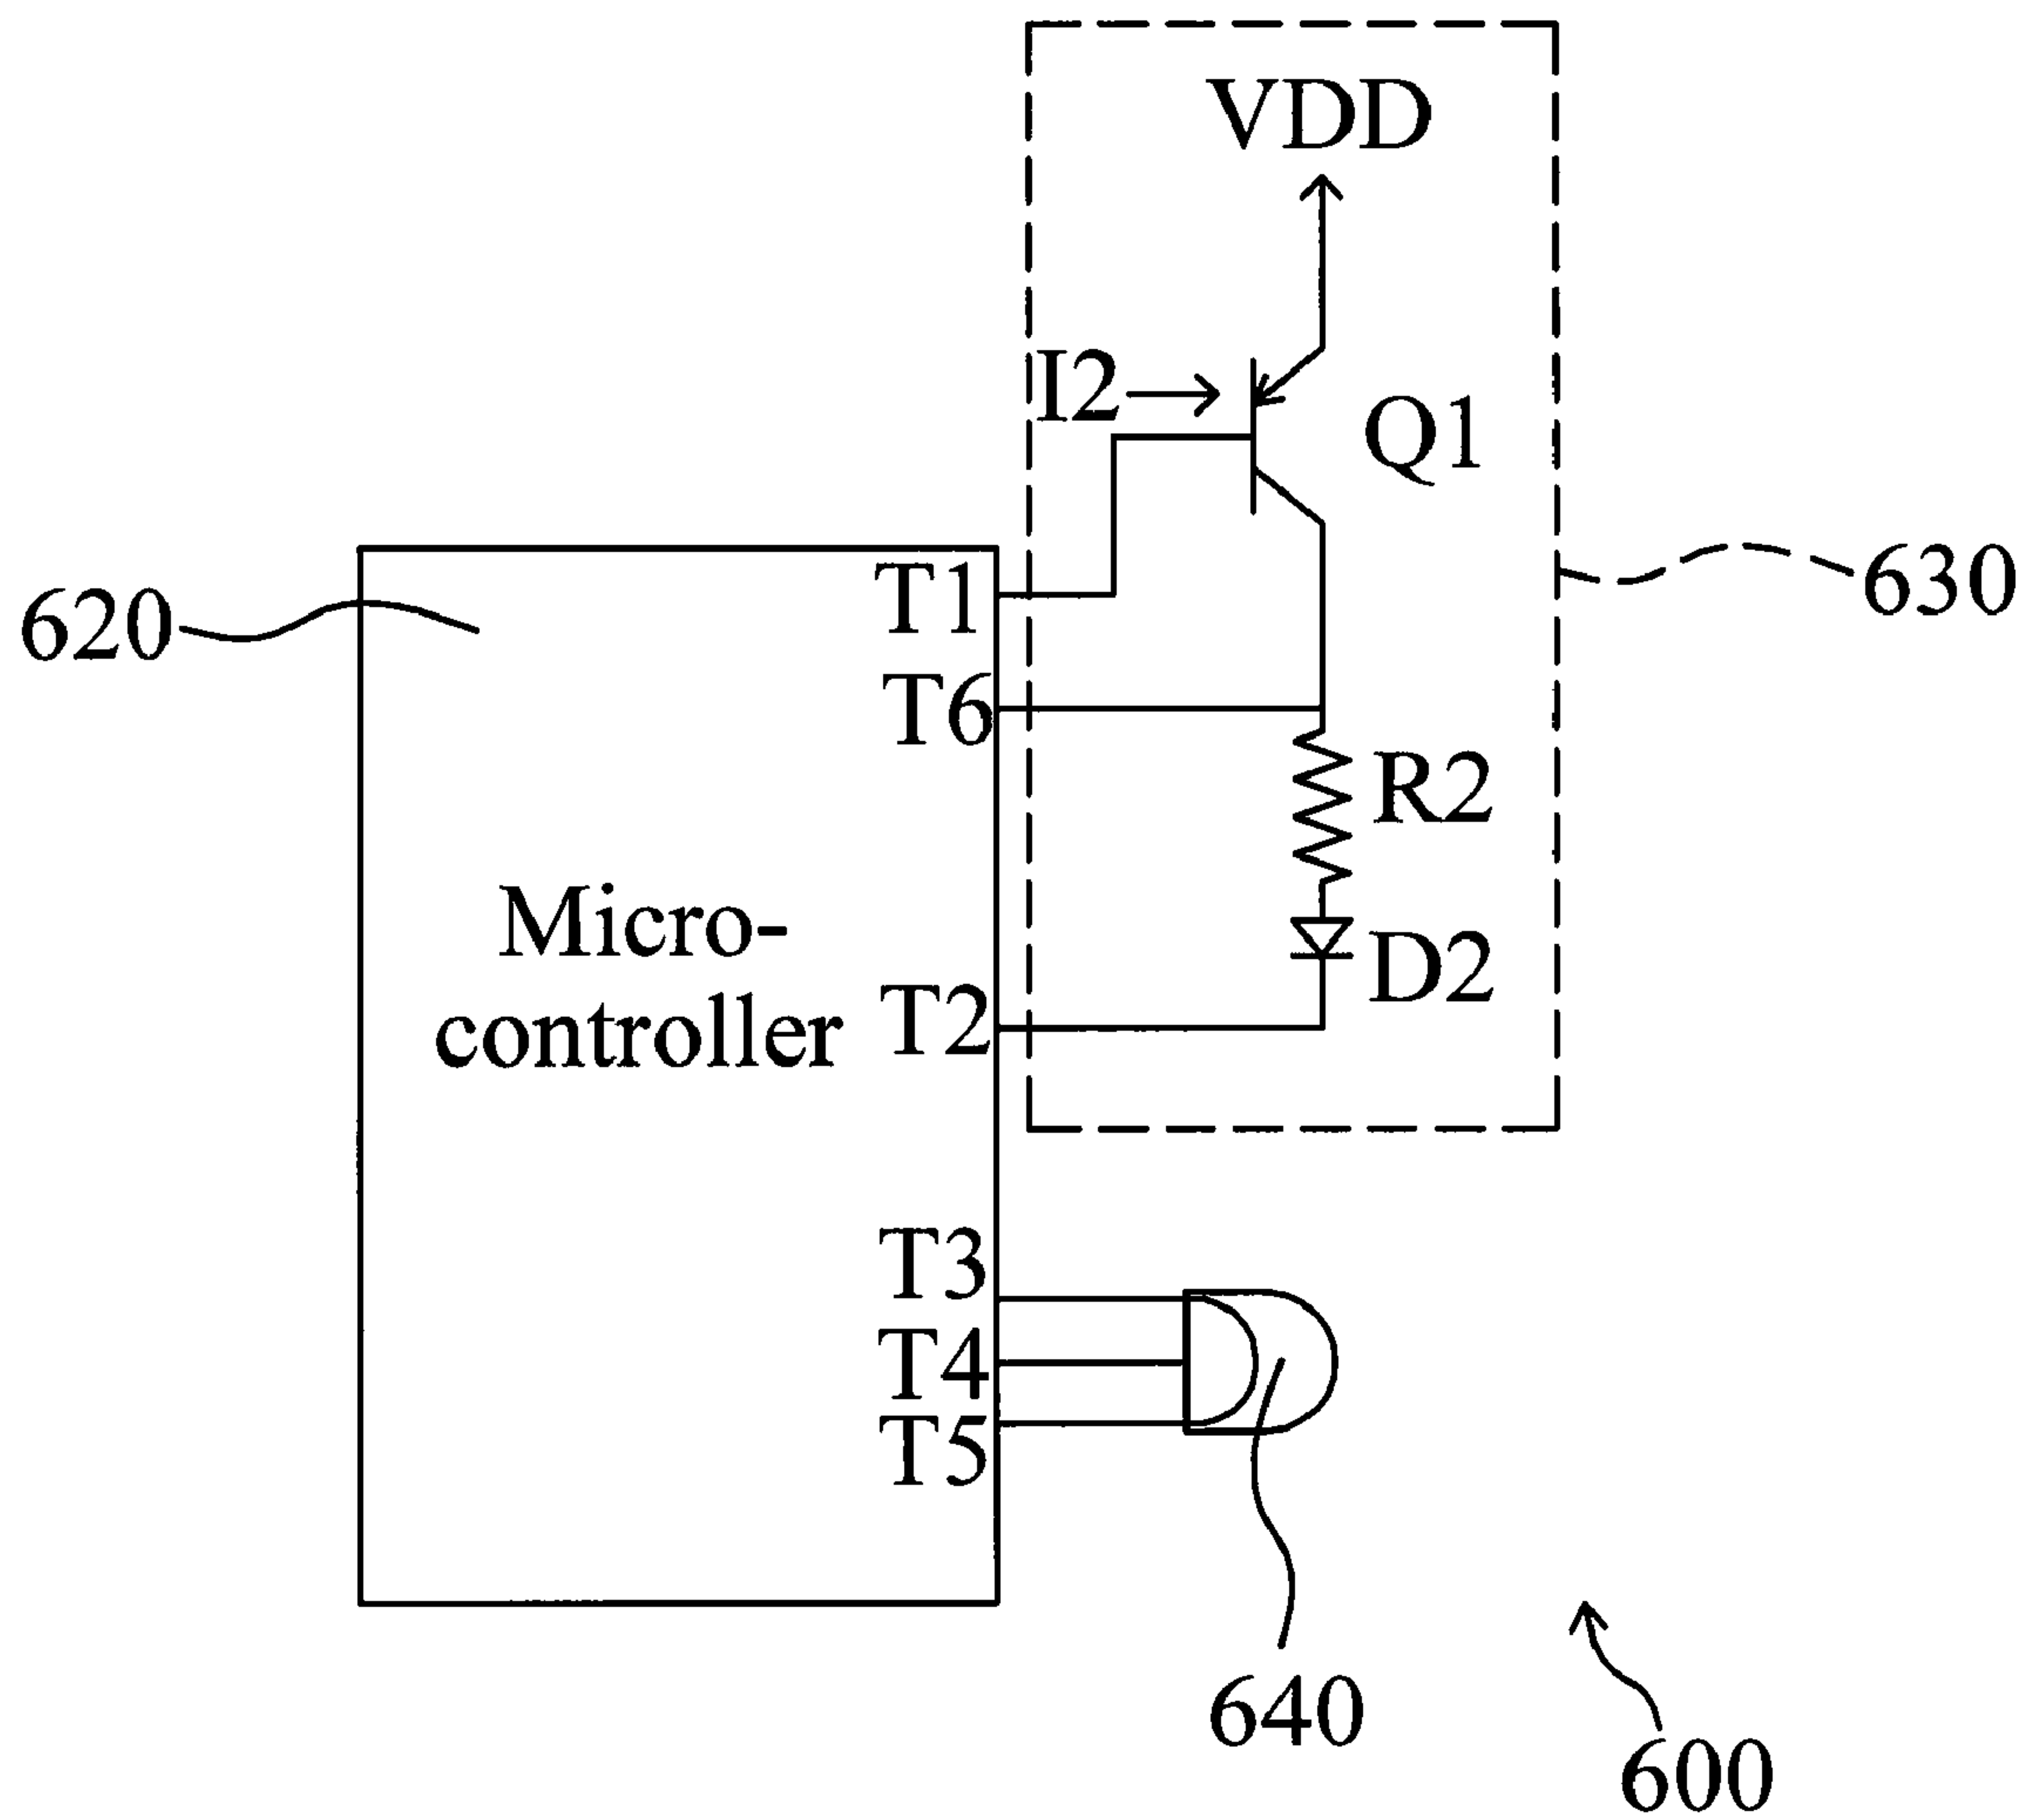 VDD
I2
Q1
T1
630
620
T6
R2
Micro-
controller
D2
T2
T3
T4
T5
640
600